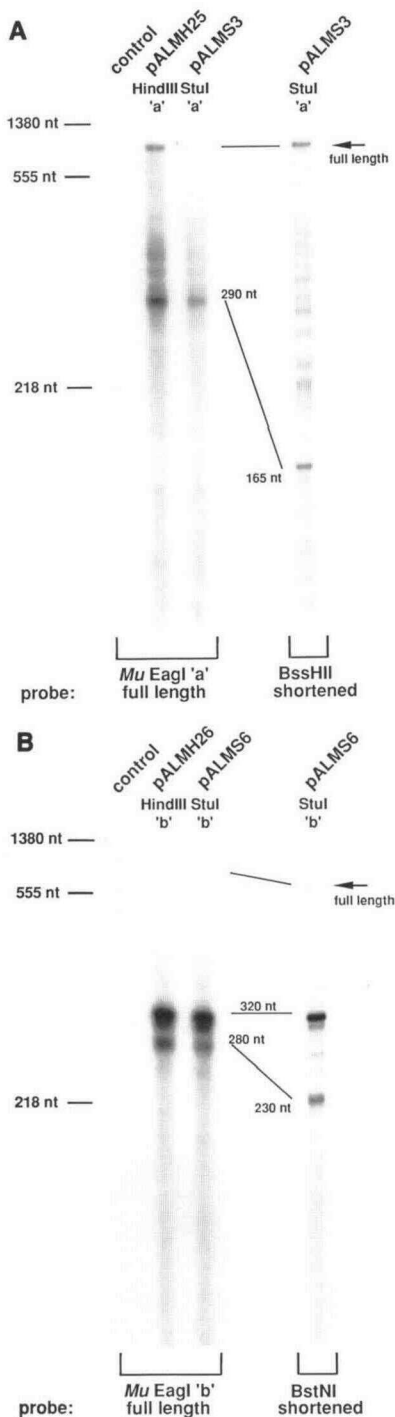 A
control
pALMH25
pALMS3
pALMS3
HindIII StuI
StuI
'a' 'a'
'a'
1380 nt
full length
555 nt
290 nt
218 nt
165 nt
Mu EagI 'a'
full length
BssHII
shortened
probe:
B
control
pALMH26
pALMS6
pALMS6
HindIII StuI
StuI
'b' 'b'
'b'
1380 nt
555 nt
full length
320 nt
280 nt
218 nt
230 nt
Mu EagI 'b'
full length
BstNI
shortened
probe: